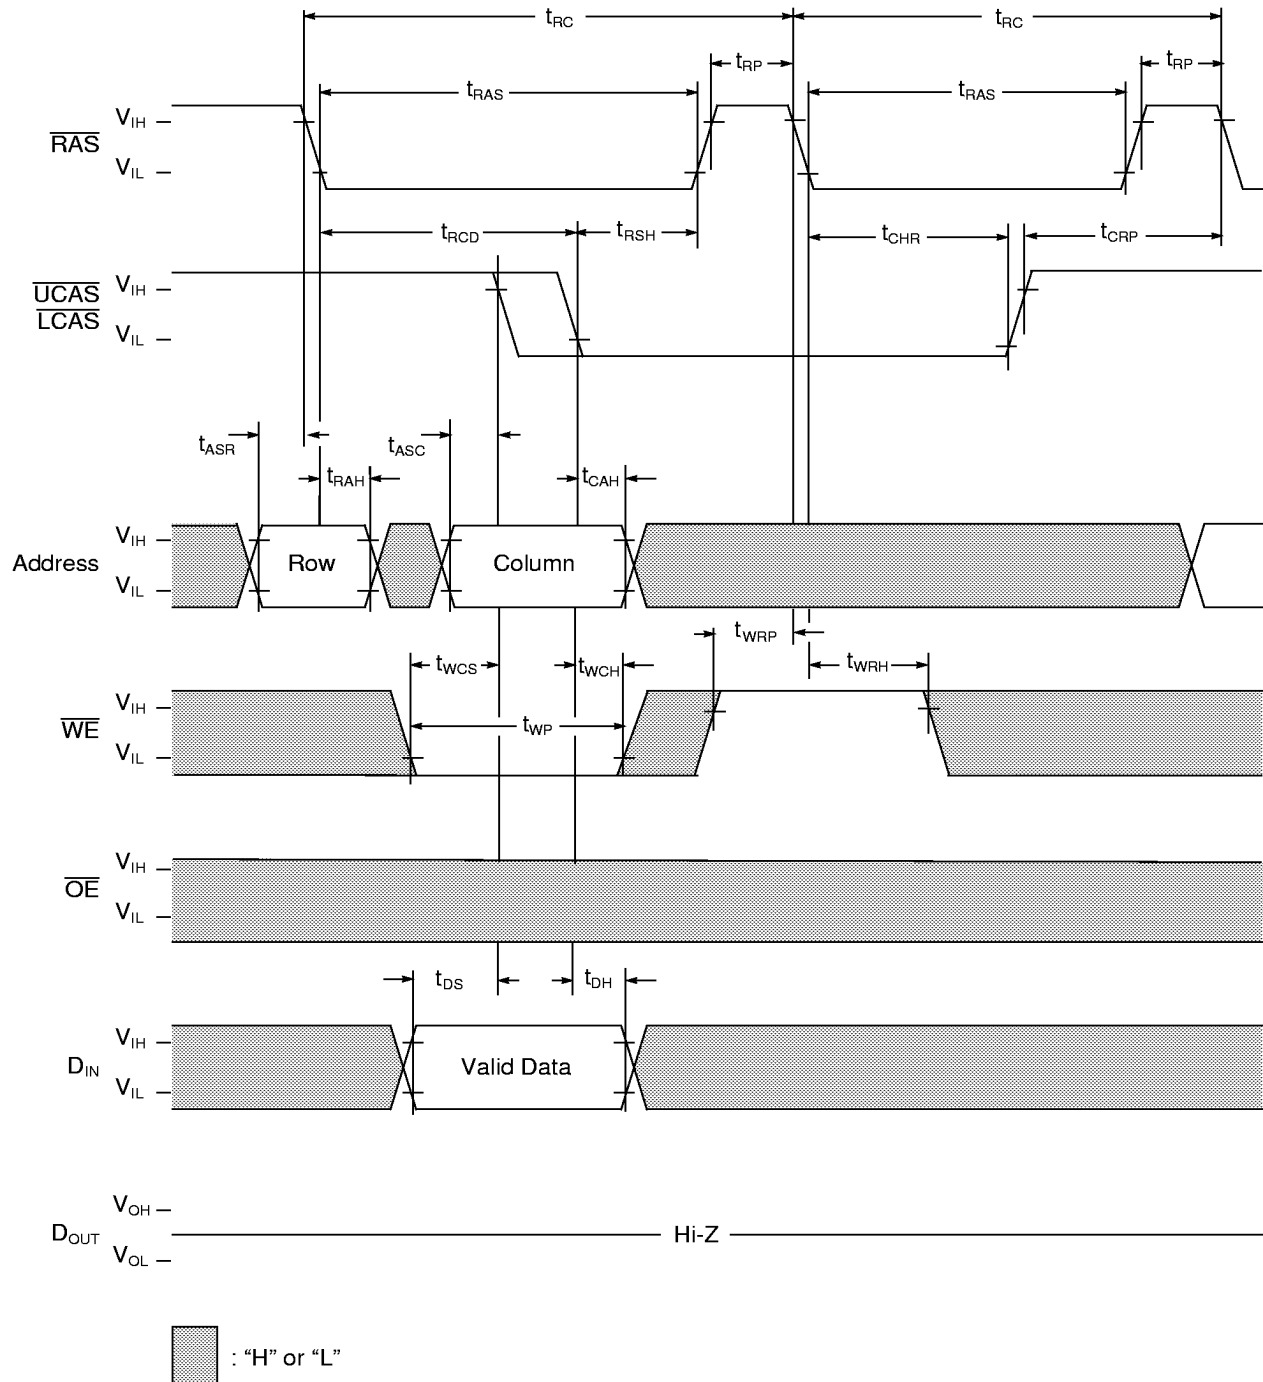 tRC tRC
tRP tRP
tRAS tRAS
VIH
RAS
VIL
tRCD tRSH tCHR tCRP
VIH
UCAS
LCAS
VIL
tASR tASC
tRAH tCAH
VIH
Address Row Column
VIL
tWRP
tWCS tWCH tWRH
VIH
WE tWP
VIL
VIH
OE
VIL
tDS tDH
VIH
DIN Valid Data
VIL
VOH
DOUT Hi-Z
VOL
: “H” or “L”